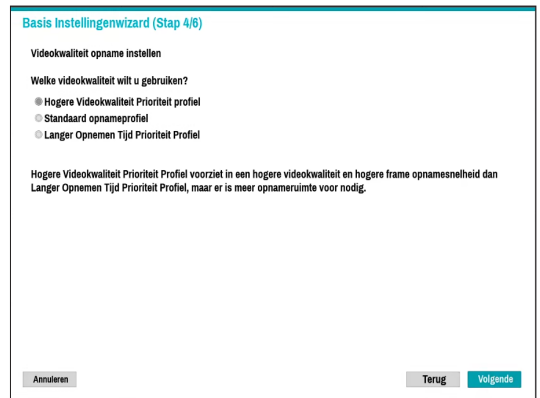 Basis Instellingenwizard (Stap 4/6)
Videokwaliteit opname instellen
Welke videokwaliteit wilt u gebruiken?
Hogere Videokwaliteit Prioriteit profiel
Standaard opnameprofiel
Langer Opnemen Tijd Prioriteit Profiel
Hogere Videokwaliteit Prioriteit Profiel voorziet in een hogere videokwaliteit en hogere frame opnamesnelheid dan
Langer Opnemen Tijd Prioriteit Profiel, maar er is meer opnameruimte voor nodig.
Annuleren
Terug
Volgende